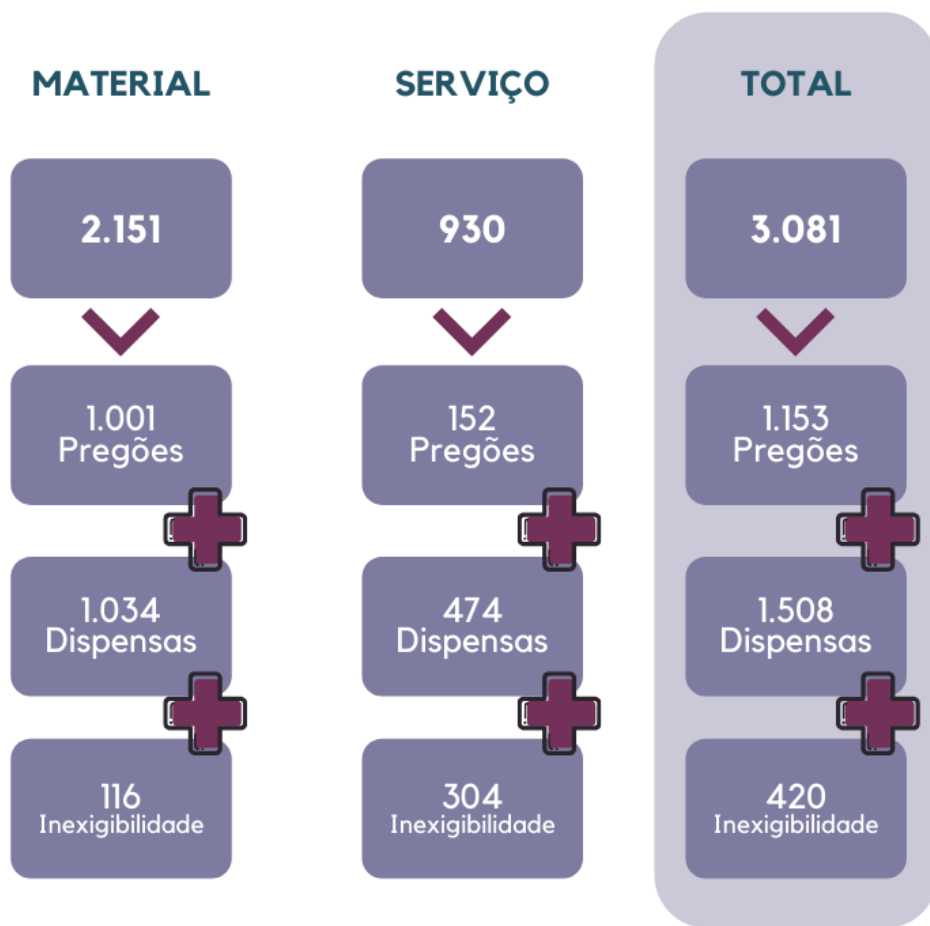 MATERIAL
SERVIÇO
TOTAL
2.151
930
3.081
1.001
Pregões
152
Pregões
1.153
Pregões
1.034
Dispensas
474
Dispensas
1.508
Dispensas
116
Inexigibilidade
304
Inexigibilidade
420
Inexigibilidade